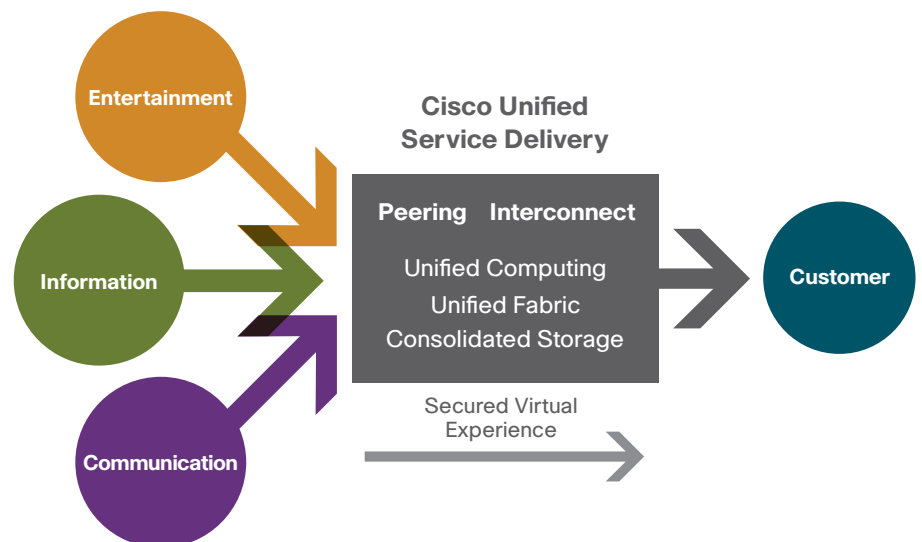 Entertainment
Information
Communication
Cisco Unified
Service Delivery
Peering Interconnect
Unified Computing
Unified Fabric
Consolidated Storage
Secured Virtual
Experience
Customer